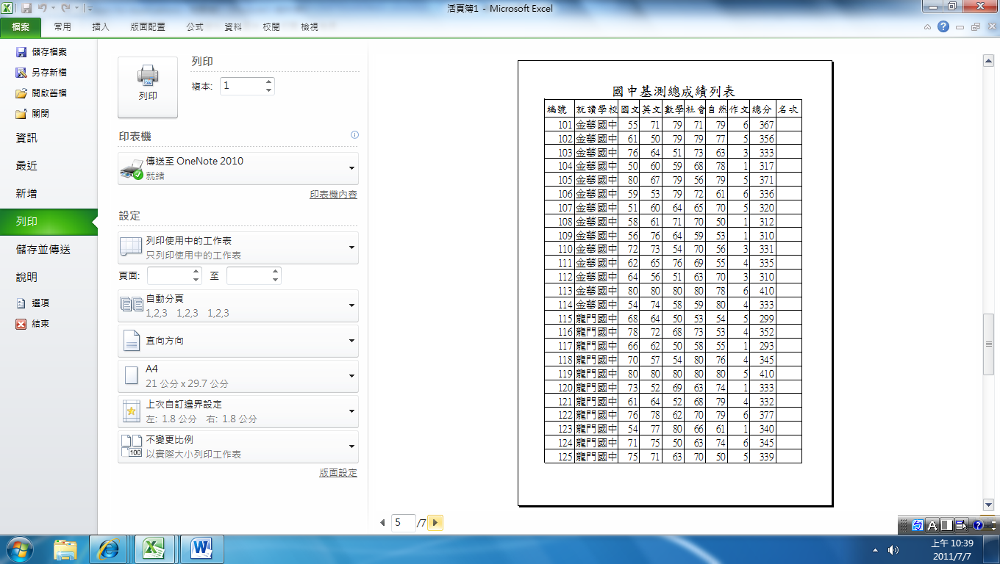 活頁簿1 - Microsoft Excel
檔案 常用 插入 版面配置 公式 資料 校閱 檢視
儲存檔案
另存新檔
開啟舊檔
關閉
資訊
最近
新增
列印
儲存並傳送
說明
選項
結束
列印
列印
複本: 1
印表機
傳送至 OneNote 2010
就緒
印表機內容
設定
列印使用中的工作表
只列印使用中的工作表
頁面: 至
自動分頁
1,2,3 1,2,3 1,2,3
直向方向
A4
21 公分 x 29.7 公分
上次自訂邊界設定
左: 1.8 公分 右: 1.8 公分
不變更比例
以實際大小列印工作表
100
版面設定
國中基測總成績列表
編號 就讀學校 國文 英文 數學 社會 自然 作文 總分 名次
101 金華國中 55 71 79 71 79 6 367
102 金華國中 61 50 79 79 77 5 356
103 金華國中 76 64 51 73 63 3 333
104 金華國中 50 60 59 68 78 1 317
105 金華國中 80 67 79 56 79 5 371
106 金華國中 59 53 79 72 61 6 336
107 金華國中 51 60 64 65 70 5 320
108 金華國中 58 61 71 70 50 1 312
109 金華國中 56 76 64 59 53 1 310
110 金華國中 72 73 54 70 56 3 331
111 金華國中 62 65 76 69 55 4 335
112 金華國中 64 56 51 63 70 3 310
113 金華國中 80 80 80 80 78 6 410
114 金華國中 54 74 58 59 80 4 333
115 龍門國中 68 64 50 53 54 5 299
116 龍門國中 78 72 68 73 53 4 352
117 龍門國中 66 62 50 58 55 1 293
118 龍門國中 70 57 54 80 76 4 345
119 龍門國中 80 80 80 80 80 5 410
120 龍門國中 73 52 69 63 74 1 333
121 龍門國中 61 64 52 68 79 4 332
122 龍門國中 76 78 62 70 79 6 377
123 龍門國中 54 77 80 66 61 1 340
124 龍門國中 71 75 50 63 74 6 345
125 龍門國中 75 71 63 70 50 5 339
5 /7
上午 10:39
2011/7/7